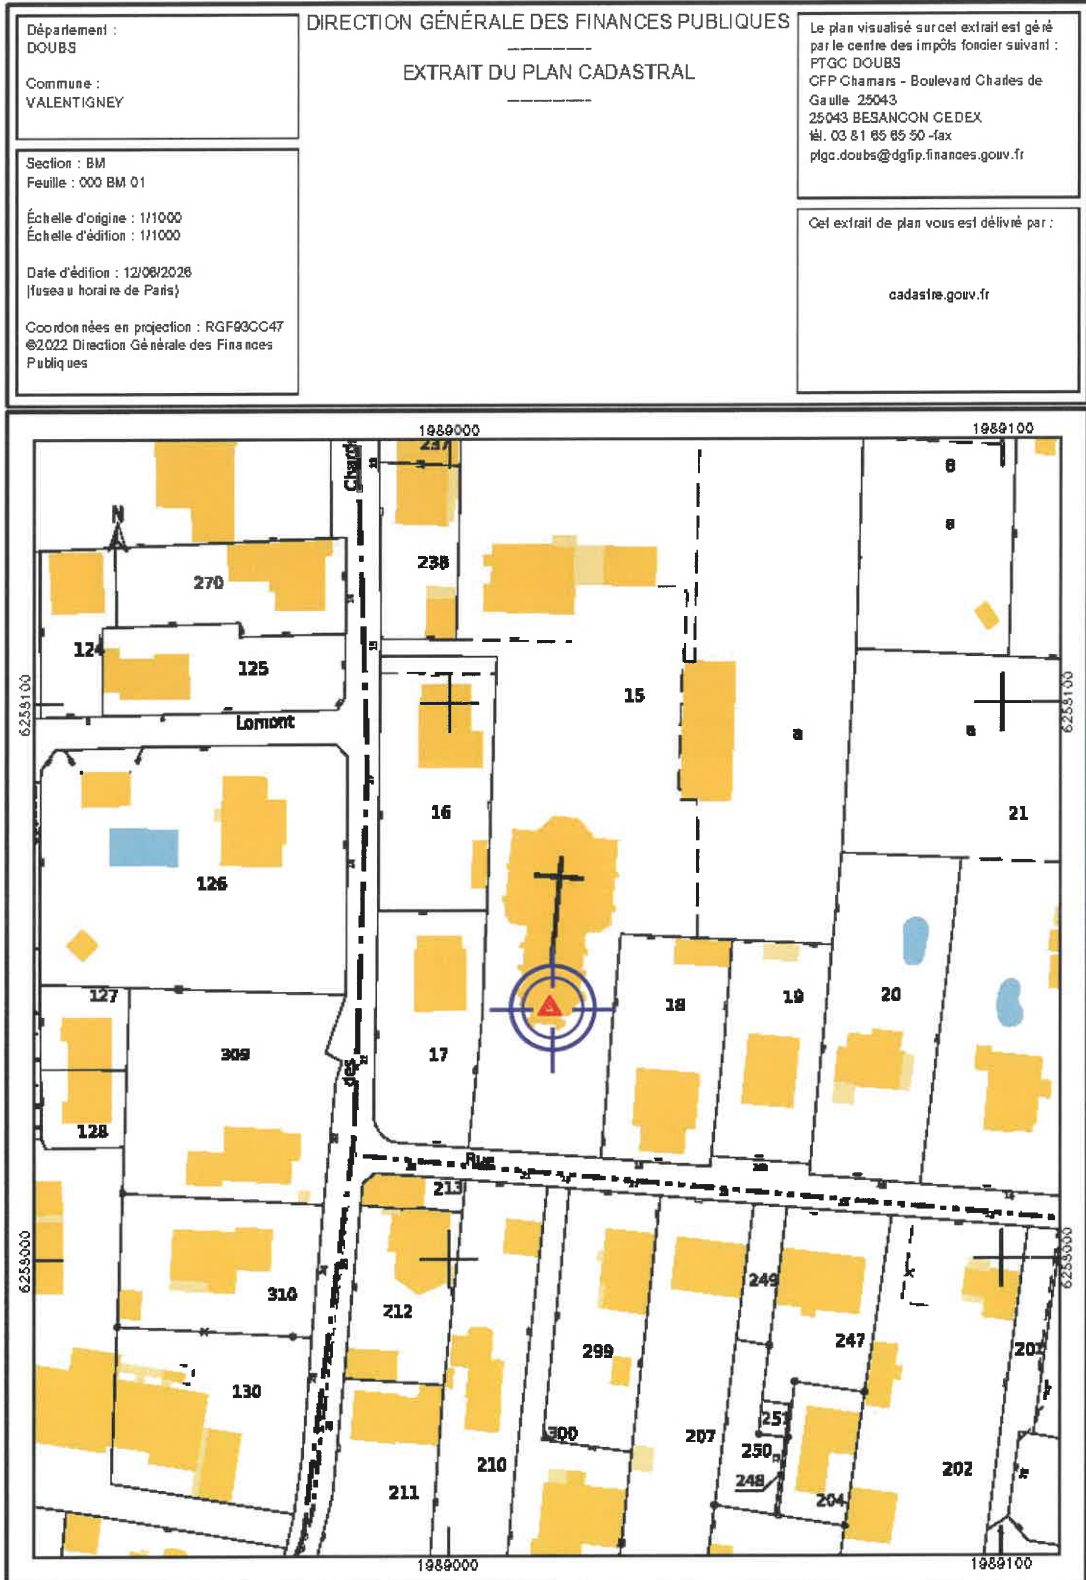 Département :
DOUBS
Commune :
VALENTIGNEY
Section : BM
Feuille : 000 BM 01
Échelle d'origine : 1/1000
Échelle d'édition : 1/1000
Date d'édition : 12/06/2026
(fuseau horaire de Paris)
Coordonnées en projection : RGF93CC47
©2022 Direction Générale des Finances
Publiques
DIRECTION GÉNÉRALE DES FINANCES PUBLIQUES
EXTRAIT DU PLAN CADASTRAL
Le plan visualisé sur cet extrait est géré
par le centre des impôts foncier suivant :
PTGC DOUBS
CFP Chamars - Boulevard Charles de
Gaulle 25043
25043 BESANCON CEDEX
tél. 03 81 65 65 50 -fax
ptgc.doubs@dgfip.finances.gouv.fr
Cet extrait de plan vous est délivré par :
cadastre.gouv.fr
1989000
1989100
237
Chard
8
a
N
238
270
124
125
15
6258100
6258100
Lomont
a
a
16
21
126
127
18
19
20
309
17
des
128
Rue
213
6258000
6258000
249
310
212
247
299
201
130
251
300
207
250
210
202
248
211
204
1989000
1989100